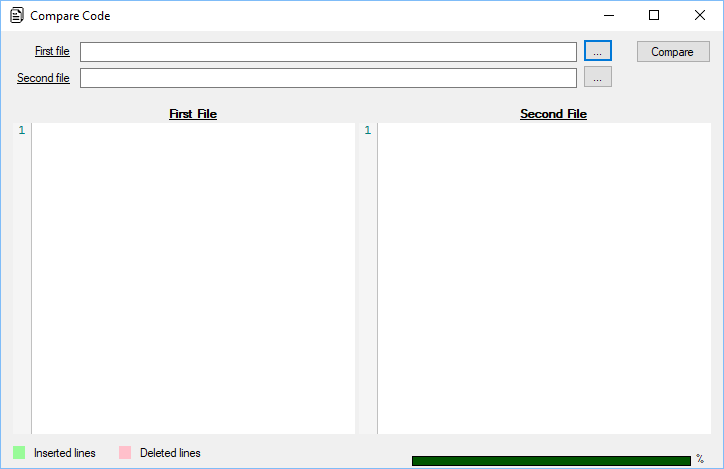 Compare Code
First file
...
Compare
Second file
...
First File
Second File
1
1
Inserted lines
Deleted lines
%